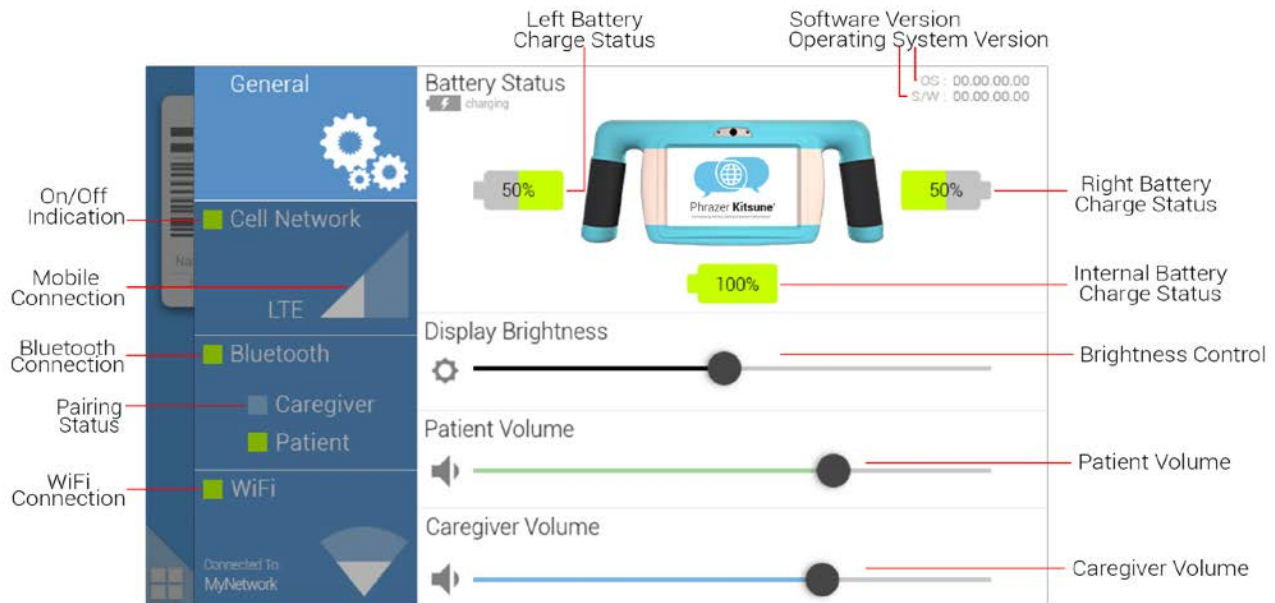 Left Battery
Charge Status
Software Version
Operating System Version
General
Battery Status
charging
OS : 00.00.00.00
S/W : 00.00.00.00
50%
Phrazer Kitsune
50%
Right Battery
Charge Status
On/Off
Indication
Cell Network
100%
Internal Battery
Charge Status
Mobile
Connection
LTE
Display Brightness
Bluetooth
Connection
Bluetooth
Brightness Control
Pairing
Status
Caregiver
Patient
Patient Volume
Patient Volume
WiFi
Connection
WiFi
Caregiver Volume
Connected To
MyNetwork
Caregiver Volume